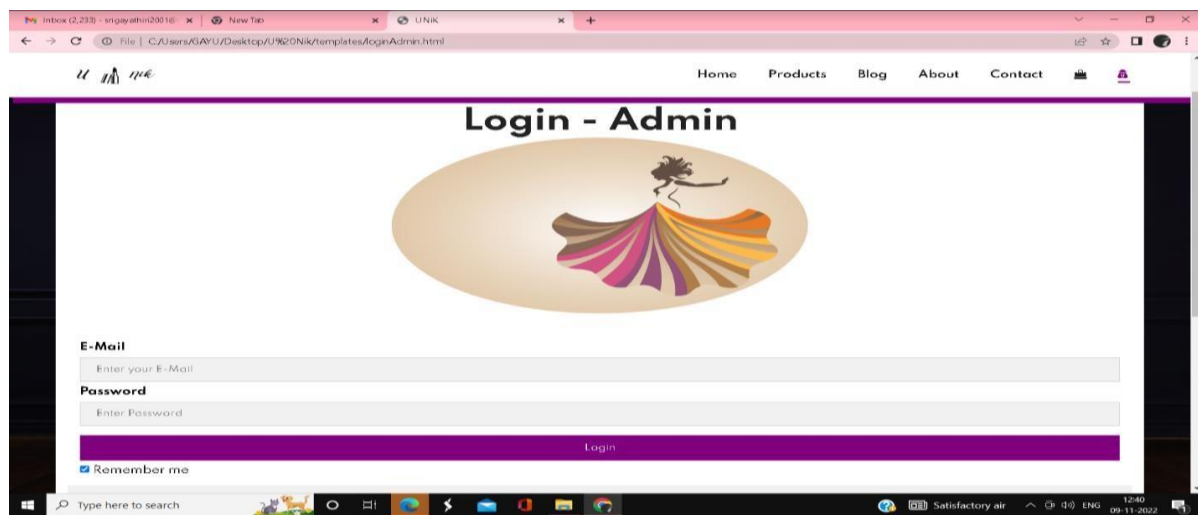 Inbox (2,233) - srigayathiri20016 New Tab UNIK
File | C:/Users/GAYU/Desktop/U%20Nik/templates/loginAdmin.html
U nik Home Products Blog About Contact
Login - Admin
E-Mail
Enter your E-Mail
Password
Enter Password
Login
Remember me
Type here to search Satisfactory air ENG 12:40
09-11-2022